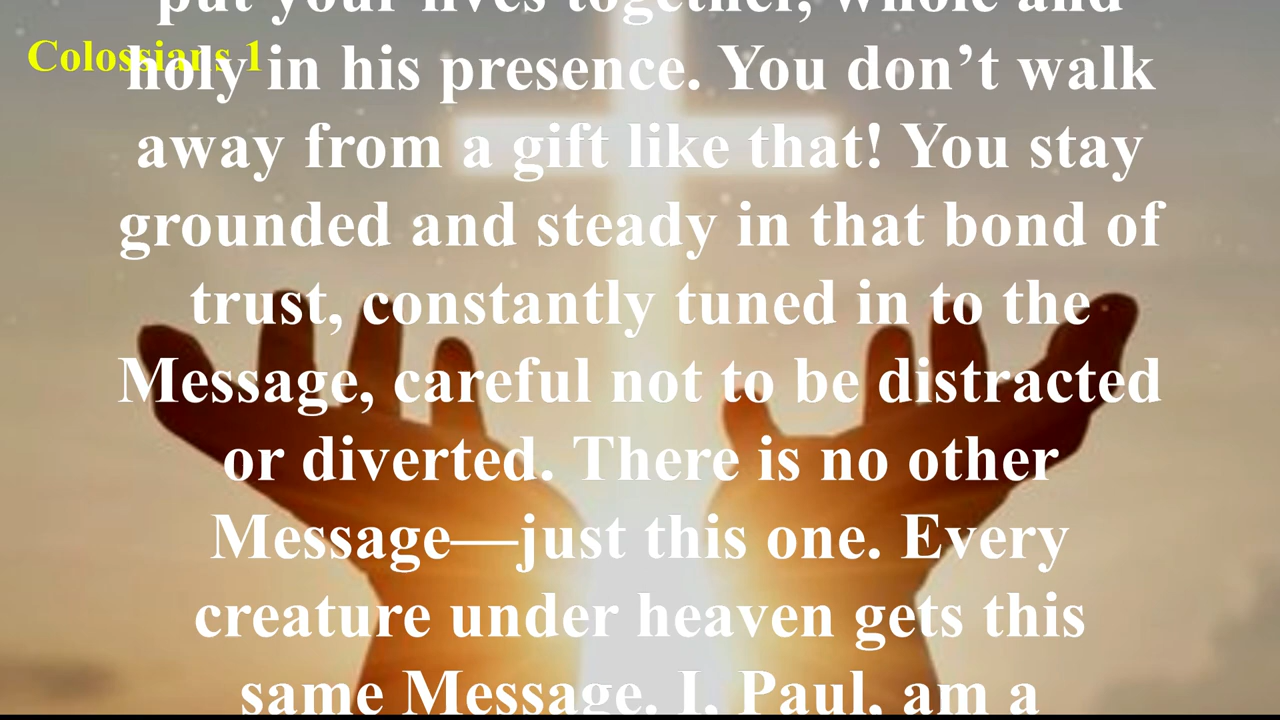 put your lives together, whole and
Colossians 1
holy in his presence. You don’t walk
away from a gift like that! You stay
grounded and steady in that bond of
trust, constantly tuned in to the
Message, careful not to be distracted
or diverted. There is no other
Message—just this one. Every
creature under heaven gets this
same Message. I, Paul, am a